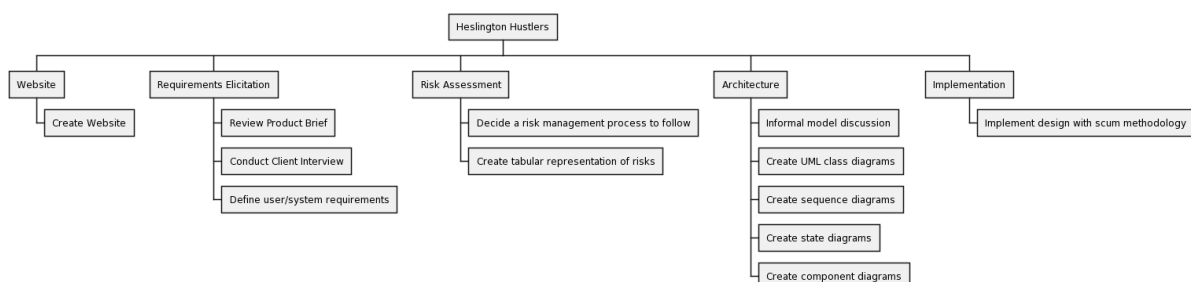 Heslington Hustlers
Website
Requirements Elicitation
Risk Assessment
Architecture
Implementation
Create Website
Review Product Brief
Decide a risk management process to follow
Informal model discussion
Implement design with scum methodology
Conduct Client Interview
Create tabular representation of risks
Create UML class diagrams
Define user/system requirements
Create sequence diagrams
Create state diagrams
Create component diagrams